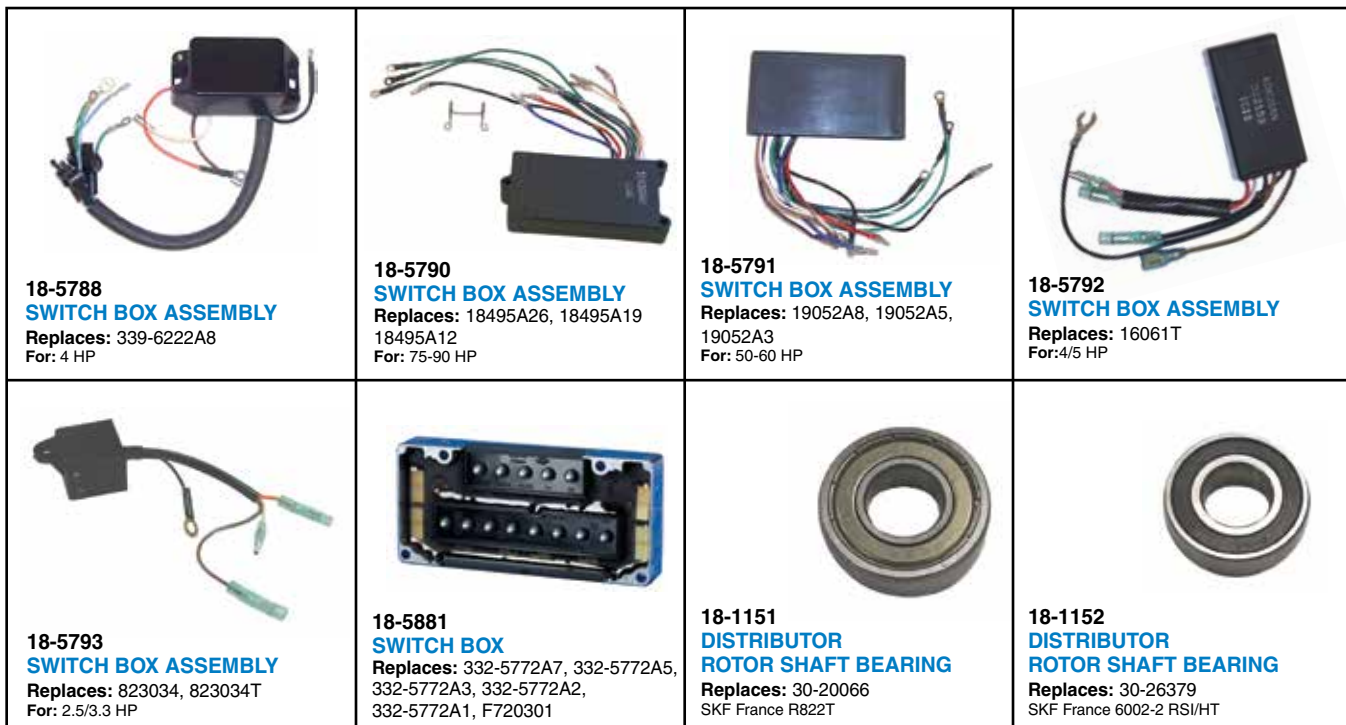 18-5788
SWITCH BOX ASSEMBLY
Replaces: 339-6222A8
For: 4 HP
18-5790
SWITCH BOX ASSEMBLY
Replaces: 18495A26, 18495A19
18495A12
For: 75-90 HP
18-5791
SWITCH BOX ASSEMBLY
Replaces: 19052A8, 19052A5,
19052A3
For: 50-60 HP
18-5792
SWITCH BOX ASSEMBLY
Replaces: 16061T
For:4/5 HP
18-5793
SWITCH BOX ASSEMBLY
Replaces: 823034, 823034T
For: 2.5/3.3 HP
18-5881
SWITCH BOX
Replaces: 332-5772A7, 332-5772A5,
332-5772A3, 332-5772A2,
332-5772A1, F720301
18-1151
DISTRIBUTOR
ROTOR SHAFT BEARING
Replaces: 30-20066
SKF France R822T
18-1152
DISTRIBUTOR
ROTOR SHAFT BEARING
Replaces: 30-26379
SKF France 6002-2 RSI/HT